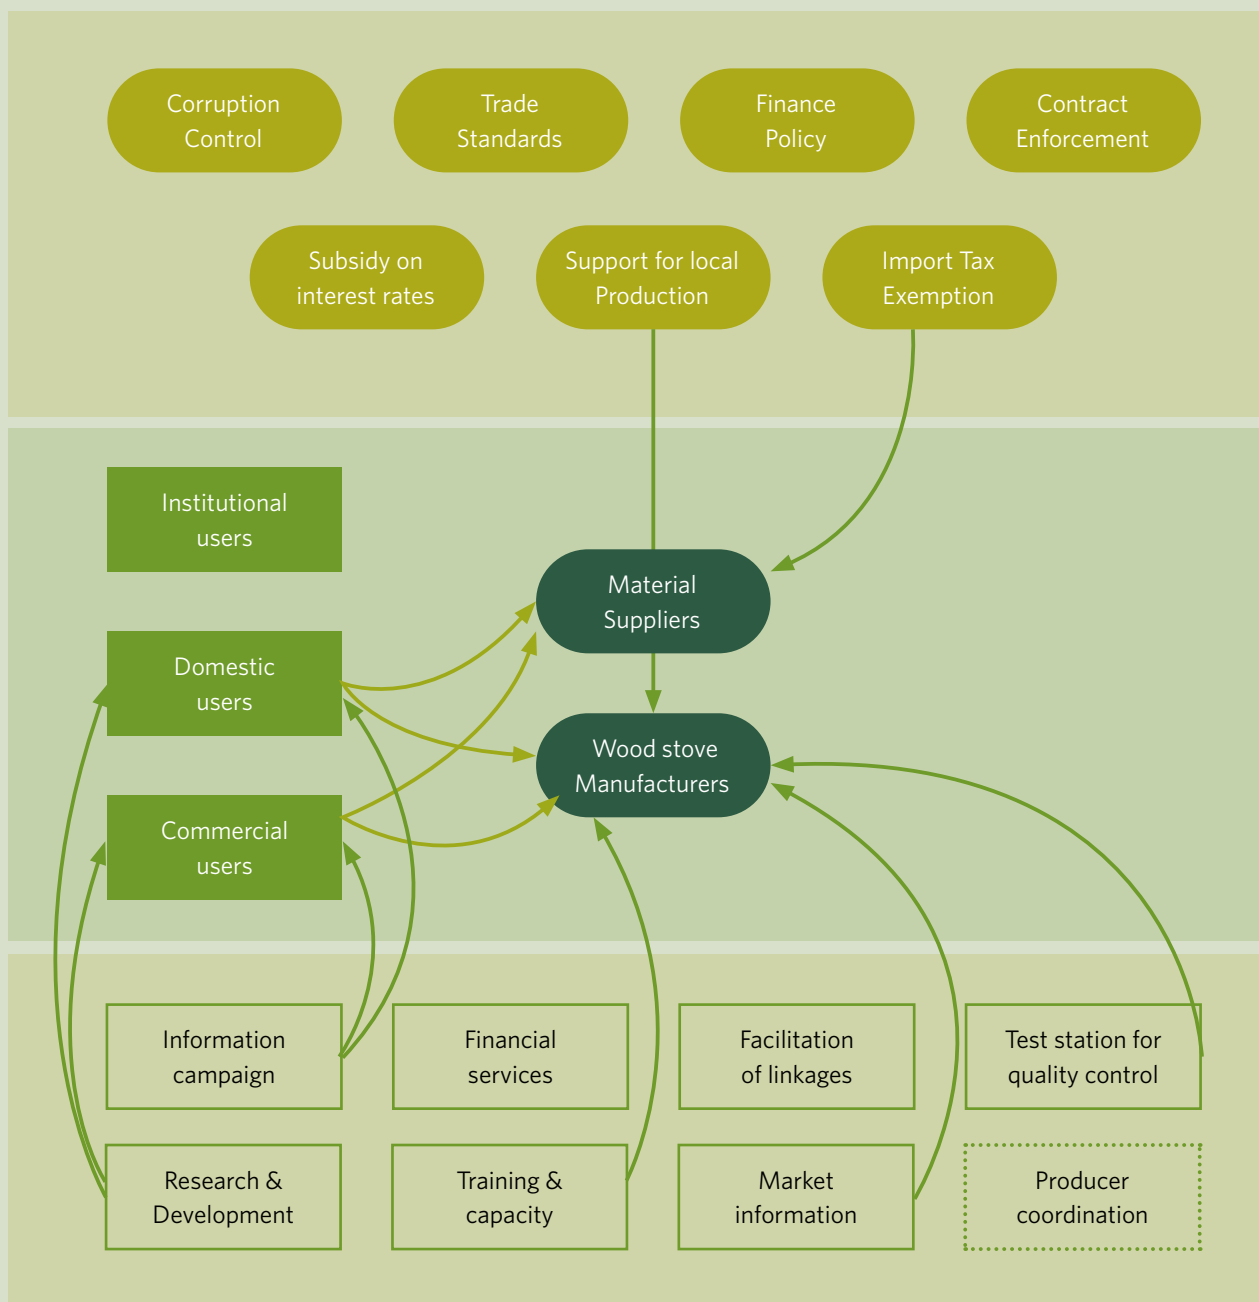 Corruption
Control
Trade
Standards
Finance
Policy
Contract
Enforcement
Subsidy on
interest rates
Support for local
Production
Import Tax
Exemption
Institutional
users
Material
Suppliers
Domestic
users
Wood stove
Manufacturers
Commercial
users
Information
campaign
Financial
services
Facilitation
of linkages
Test station for
quality control
Research &
Development
Training &
capacity
Market
information
Producer
coordination